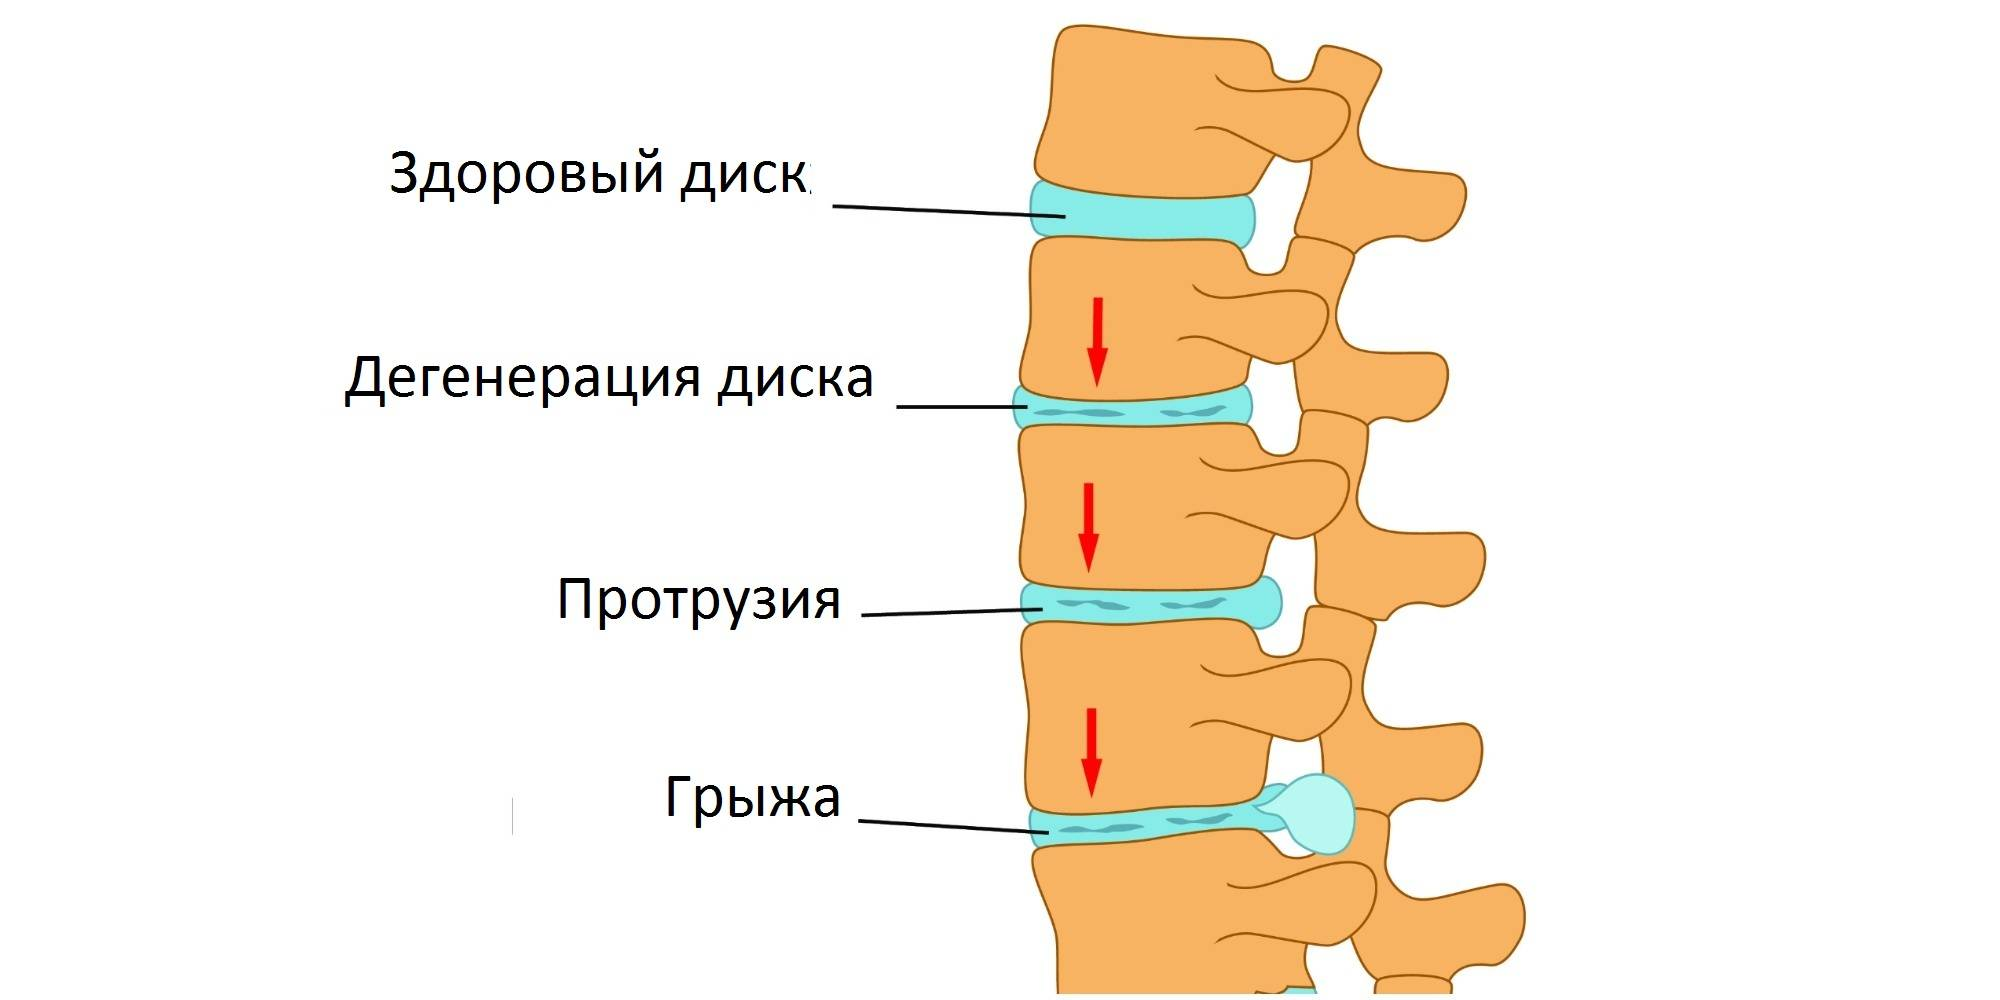 Здоровый диск
Дегенерация диска
Протрузия
Грыжа